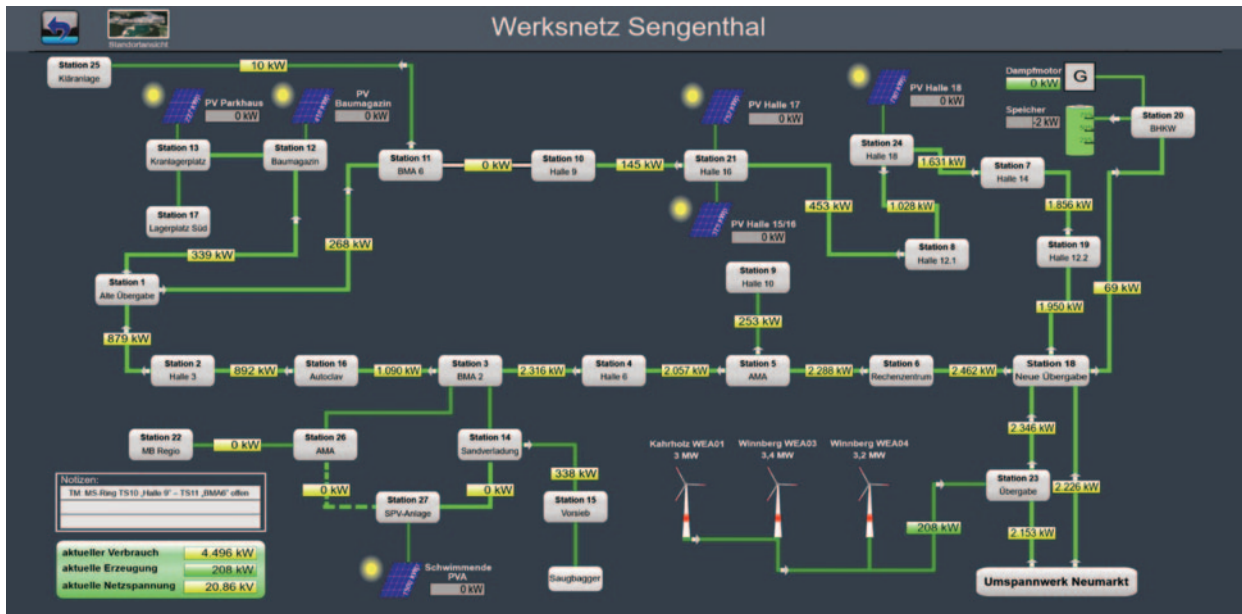 Werksnetz Sengenthal
Standortansicht
Station 25
Kläranlage
10 kW
PV Parkhaus
0 kW
PV
Baumagazin
0 kW
Station 13
Kranlagerplatz
Station 12
Baumagazin
Station 17
Lagerplatz Süd
Station 11
BMA 6
0 kW
Station 10
Halle 9
145 kW
Station 21
Halle 16
PV Halle 17
0 kW
PV Halle 15/16
0 kW
PV Halle 18
0 kW
Station 24
Halle 18
1.631 kW
Station 7
Halle 14
Dampfmotor
0 kW
G
Speicher
-2 kW
Station 20
BHKW
1.856 kW
453 kW
1.028 kW
Station 8
Halle 12.1
Station 19
Halle 12.2
339 kW
268 kW
Station 1
Alte Übergabe
Station 9
Halle 10
253 kW
1.950 kW
69 kW
879 kW
Station 2
Halle 3
892 kW
Station 16
Autoclav
1.090 kW
Station 3
BMA 2
2.316 kW
Station 4
Halle 6
2.057 kW
Station 5
AMA
2.288 kW
Station 6
Rechenzentrum
2.462 kW
Station 18
Neue Übergabe
Station 22
MB Regio
0 kW
Station 26
AMA
Station 14
Sandverladung
338 kW
0 kW
0 kW
Station 27
SPV-Anlage
Station 15
Vorsieb
Saugbagger
Schwimmende
PVA
0 kW
Kahrholz WEA01
3 MW
Winnberg WEA03
3,4 MW
Winnberg WEA04
3,2 MW
208 kW
2.346 kW
Station 23
Übergabe
2.226 kW
2.153 kW
Umspannwerk Neumarkt
Notizen:
TM: MS-Ring TS10 „Halle 9" – TS11 „BMA6" offen
aktueller Verbrauch 4.496 kW
aktuelle Erzeugung 208 kW
aktuelle Netzspannung 20.86 kV